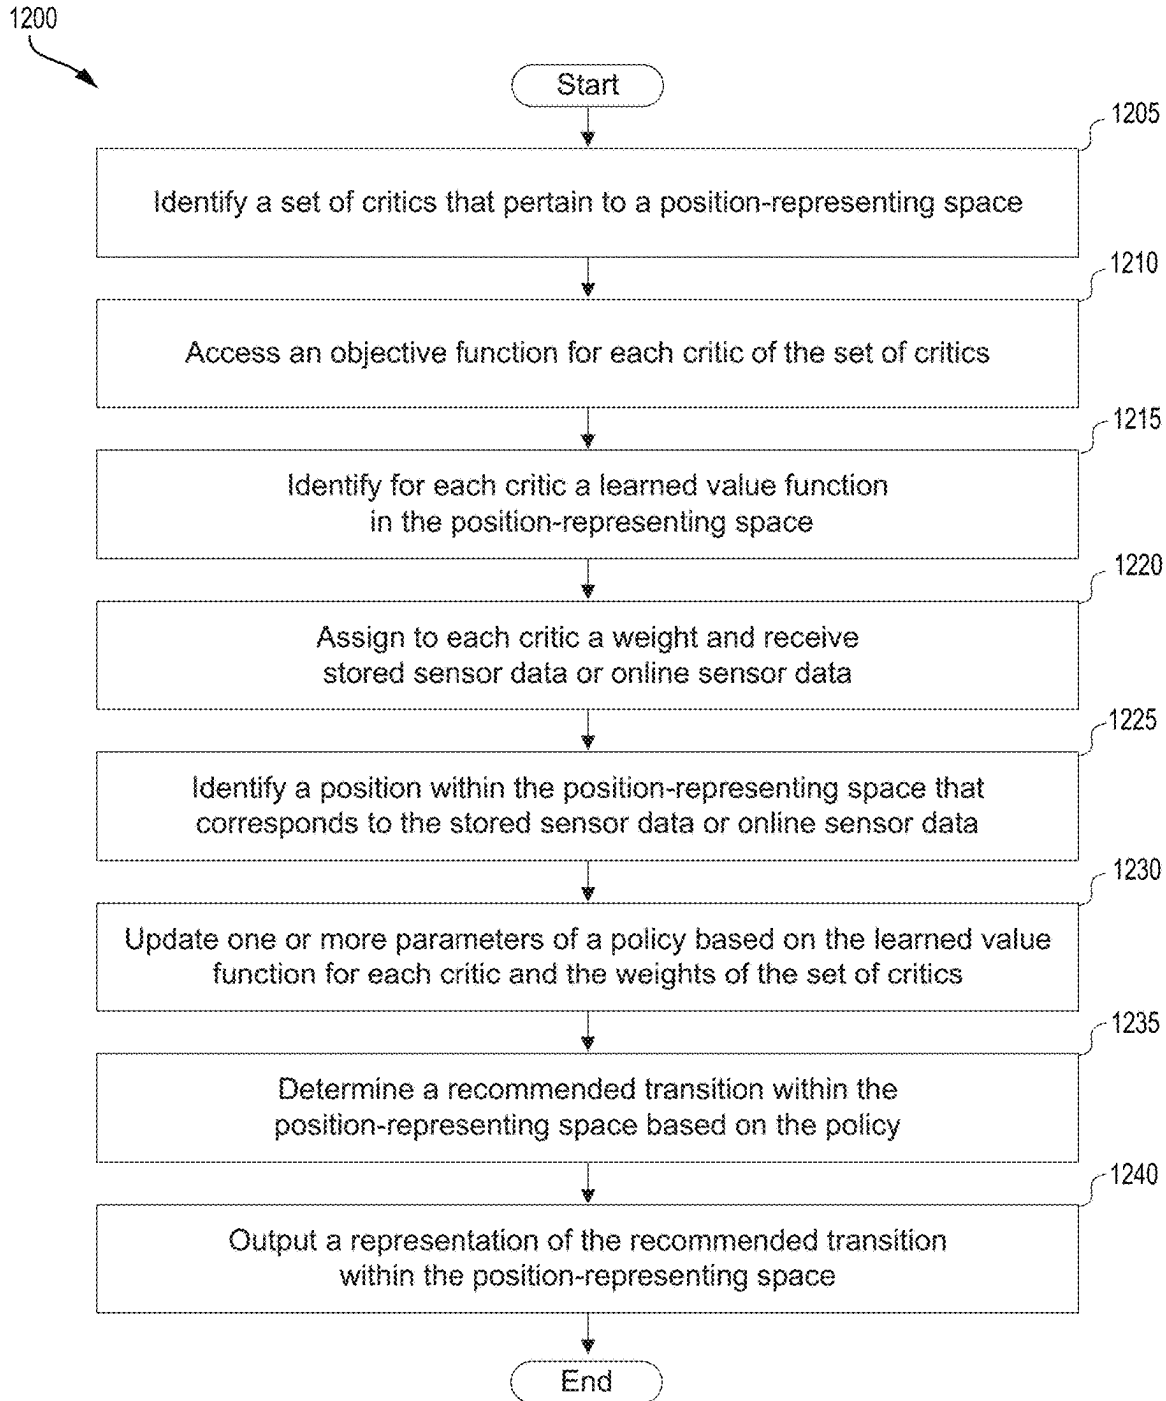 1200
Start
1205
Identify a set of critics that pertain to a position-representing space
1210
Access an objective function for each critic of the set of critics
1215
Identify for each critic a learned value function
in the position-representing space
1220
Assign to each critic a weight and receive
stored sensor data or online sensor data
1225
Identify a position within the position-representing space that
corresponds to the stored sensor data or online sensor data
1230
Update one or more parameters of a policy based on the learned value
function for each critic and the weights of the set of critics
1235
Determine a recommended transition within the
position-representing space based on the policy
1240
Output a representation of the recommended transition
within the position-representing space
End